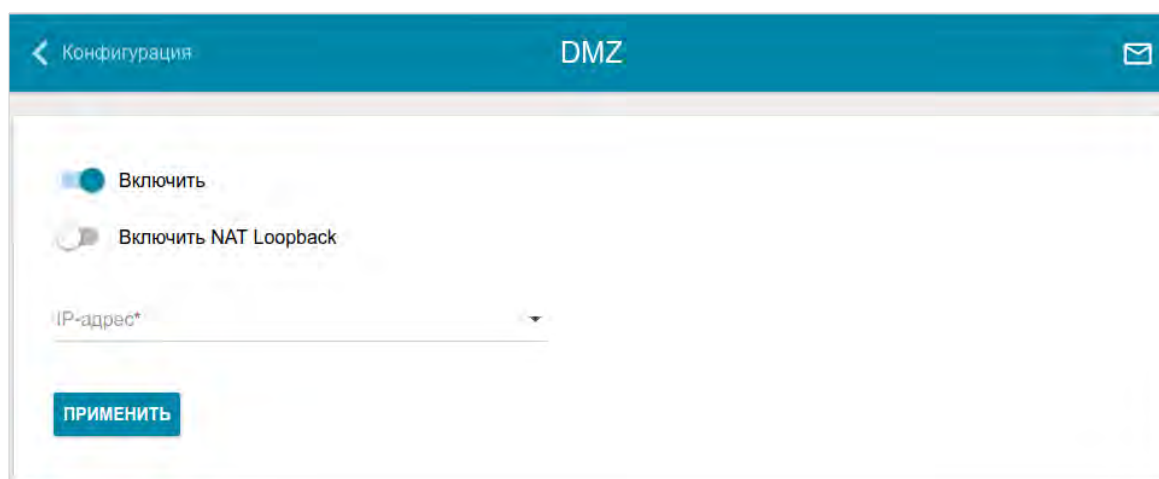 Конфигурация
DMZ
Включить
Включить NAT Loopback
IP-адрес*
ПРИМЕНИТЬ